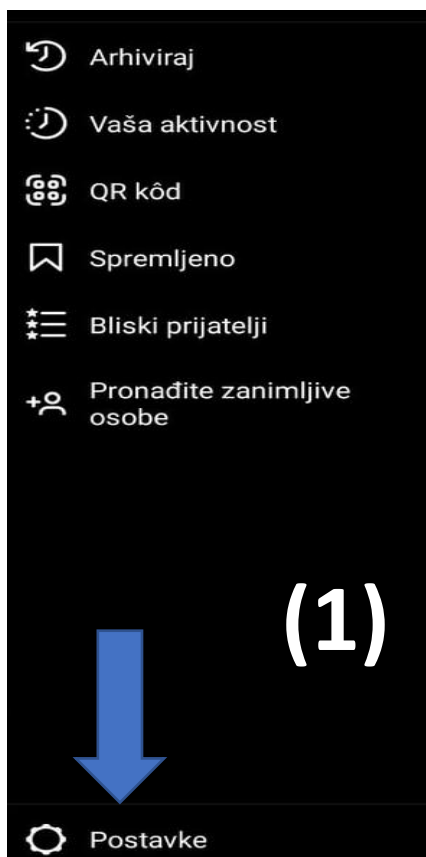 Arhiviraj
Vaša aktivnost
QR kôd
Spremljeno
Bliski prijatelji
Pronađite zanimljive
osobe
(1)
Postavke